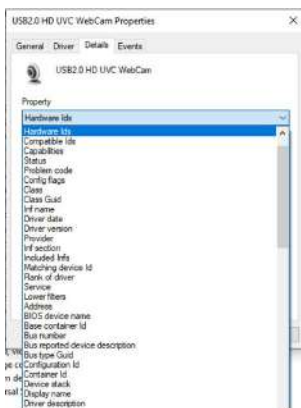 USB2.0 HD UVC WebCam Properties
General Driver Details Events
USB2.0 HD UVC WebCam
Property
Hardware Ids
Hardware Ids
Compatible Ids
Capabilities
Status
Problem code
Config flags
Class
Class Guid
Inf name
Driver date
Driver version
Provider
Inf section
Included Infs
Matching device Id
Rank of driver
Service
Lower filters
Address
BIOS device name
Base container Id
Bus number
Bus reported device description
Bus type Guid
Configuration Id
Container Id
Device stack
Display name
Driver description